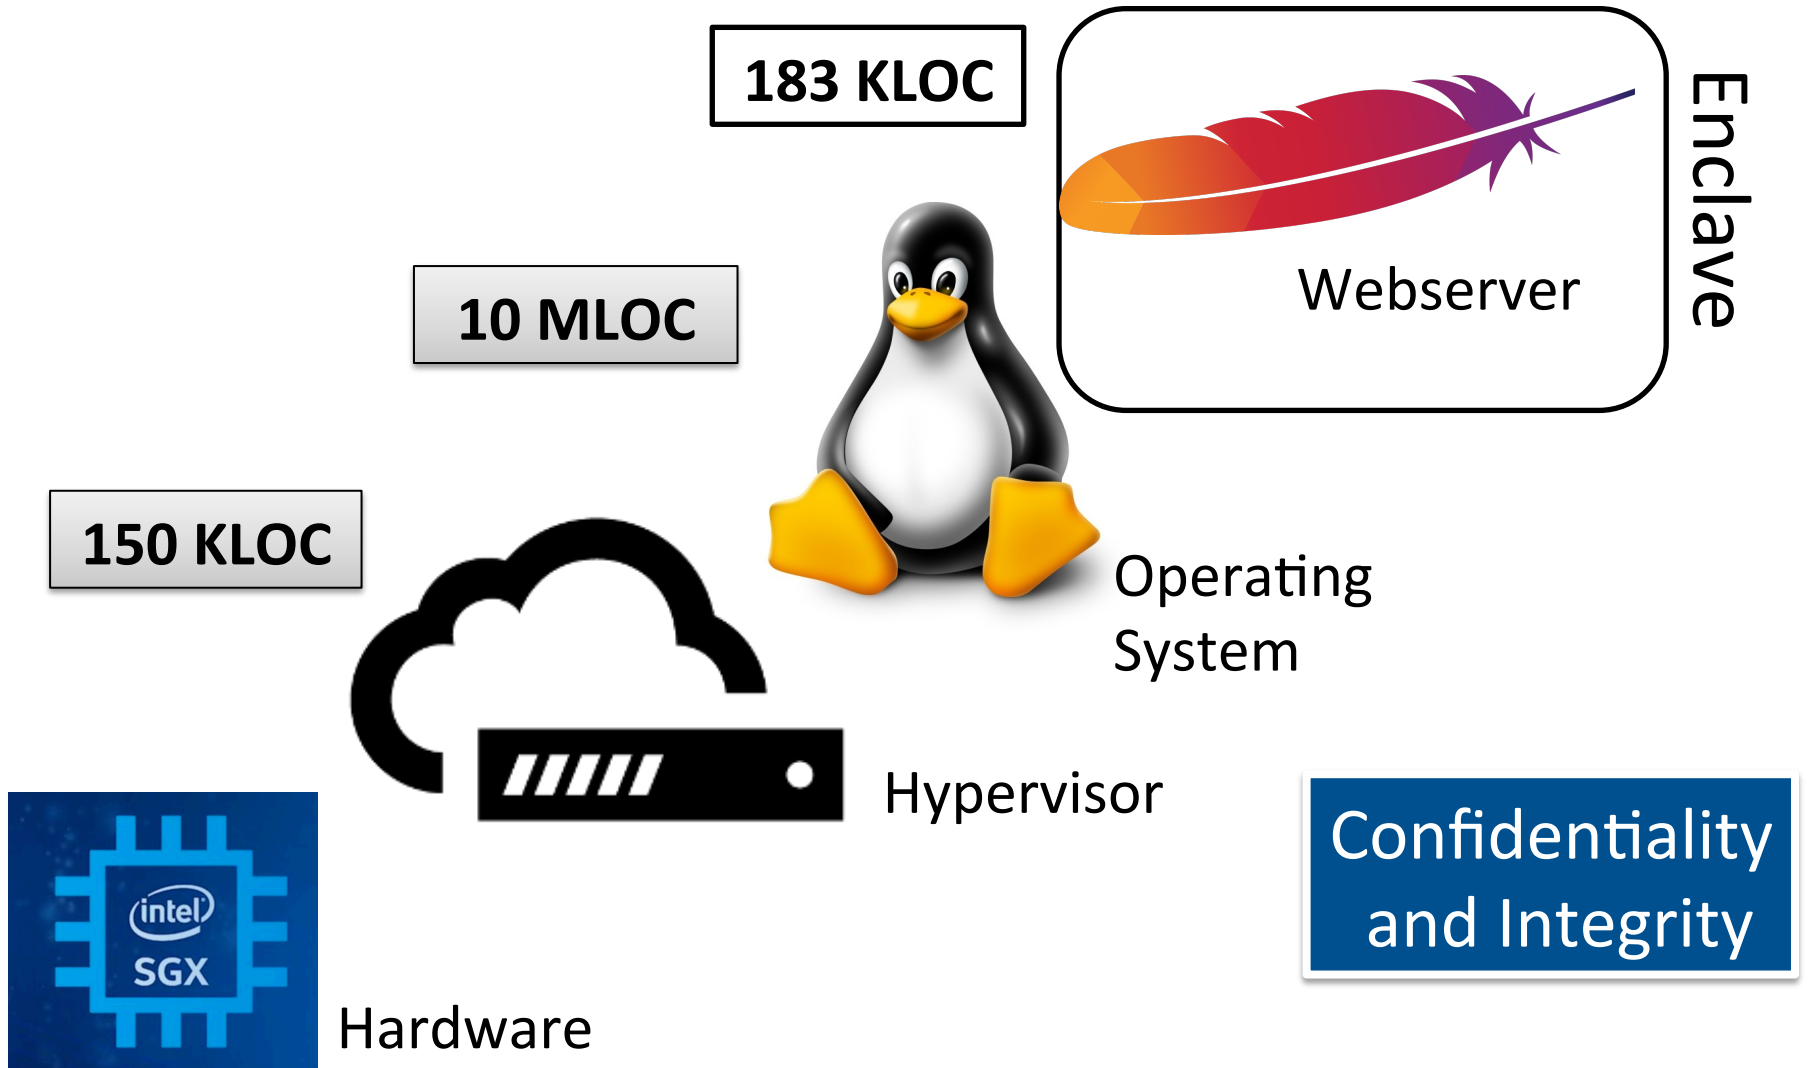 183 KLOC
Enclave
Webserver
10 MLOC
Operating
System
150 KLOC
Hypervisor
Confidentiality
and Integrity
intel
SGX
Hardware